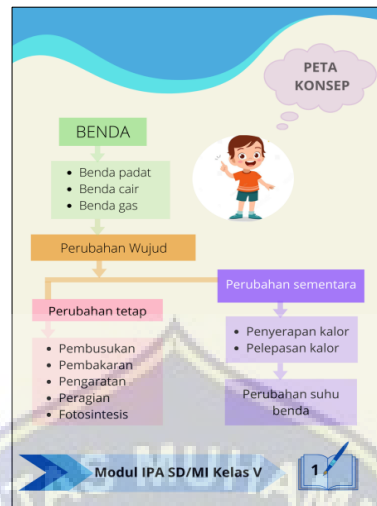 PETA
KONSEP
BENDA
• Benda padat
• Benda cair
• Benda gas
Perubahan Wujud
Perubahan sementara
Perubahan tetap
• Penyerapan kalor
• Pelepasan kalor
• Pembusukan
• Pembakaran
• Pengaratan
• Peragian
• Fotosintesis
Perubahan suhu
benda
Modul IPA SD/MI Kelas V
1